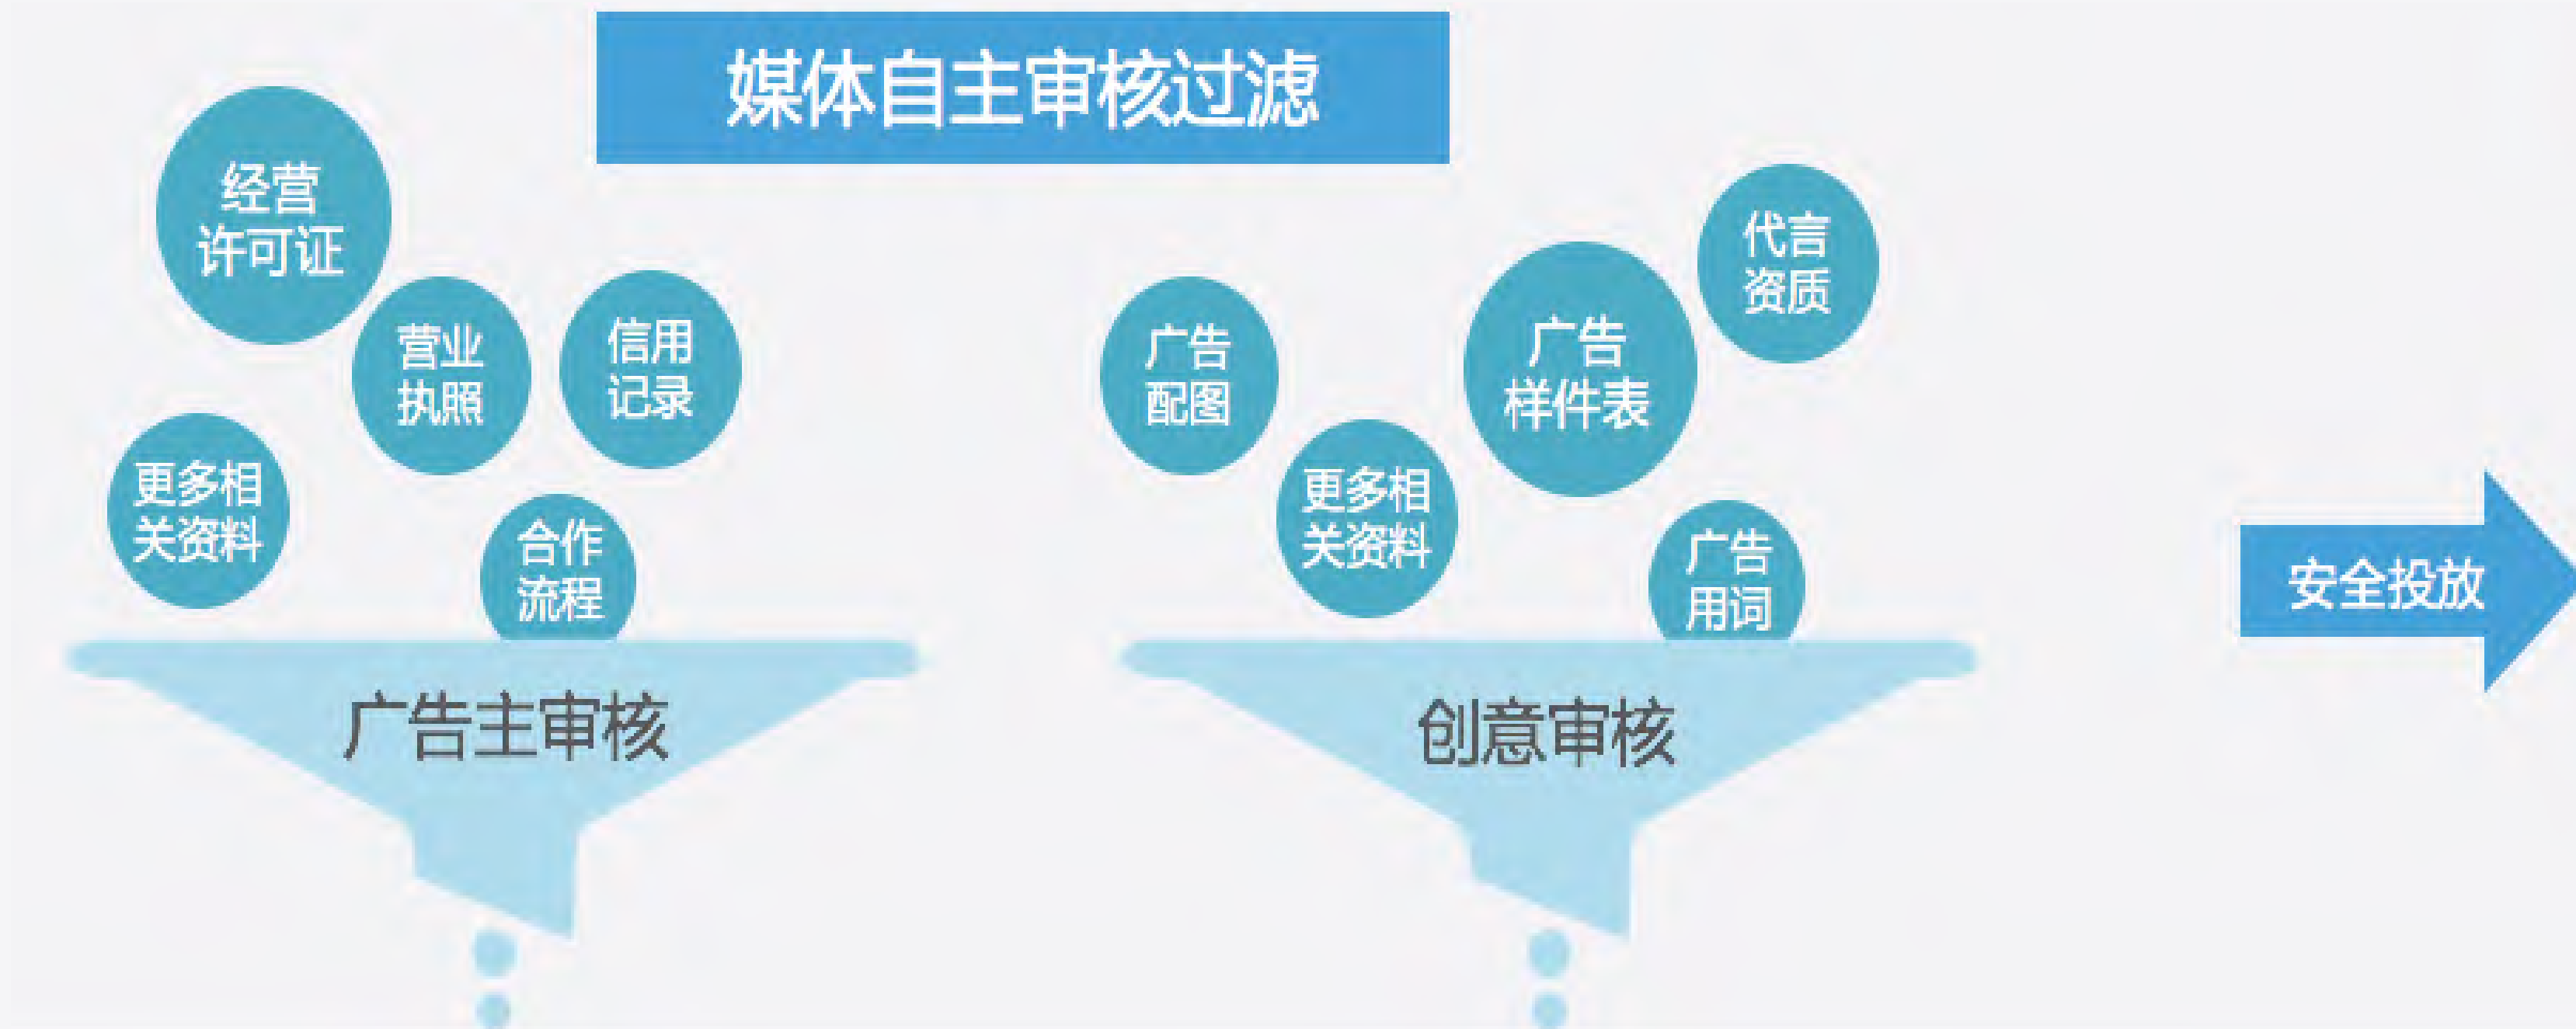 媒体自主审核过滤
经营
许可证
营业
执照
信用
记录
更多相
关资料
合作
流程
广告主审核
代言
资质
广告
配图
广告
样件表
更多相
关资料
广告
用词
创意审核
安全投放